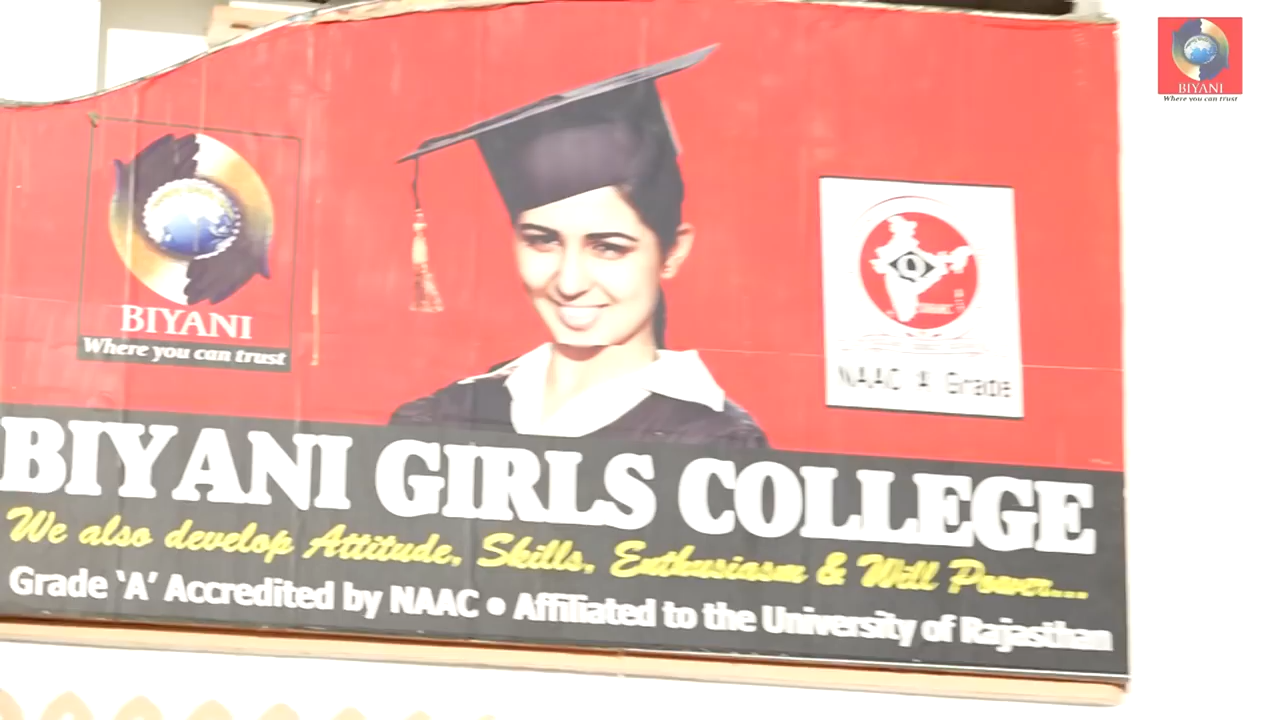 BIYANI
Where you can trust
BIYANI
Where you can trust
NAAC A Grade
BIYANI GIRLS COLLEGE
We also develop Attitude, Skills, Enthusiasm & Will Power...
Grade 'A' Accredited by NAAC • Affiliated to the University of Rajasthan